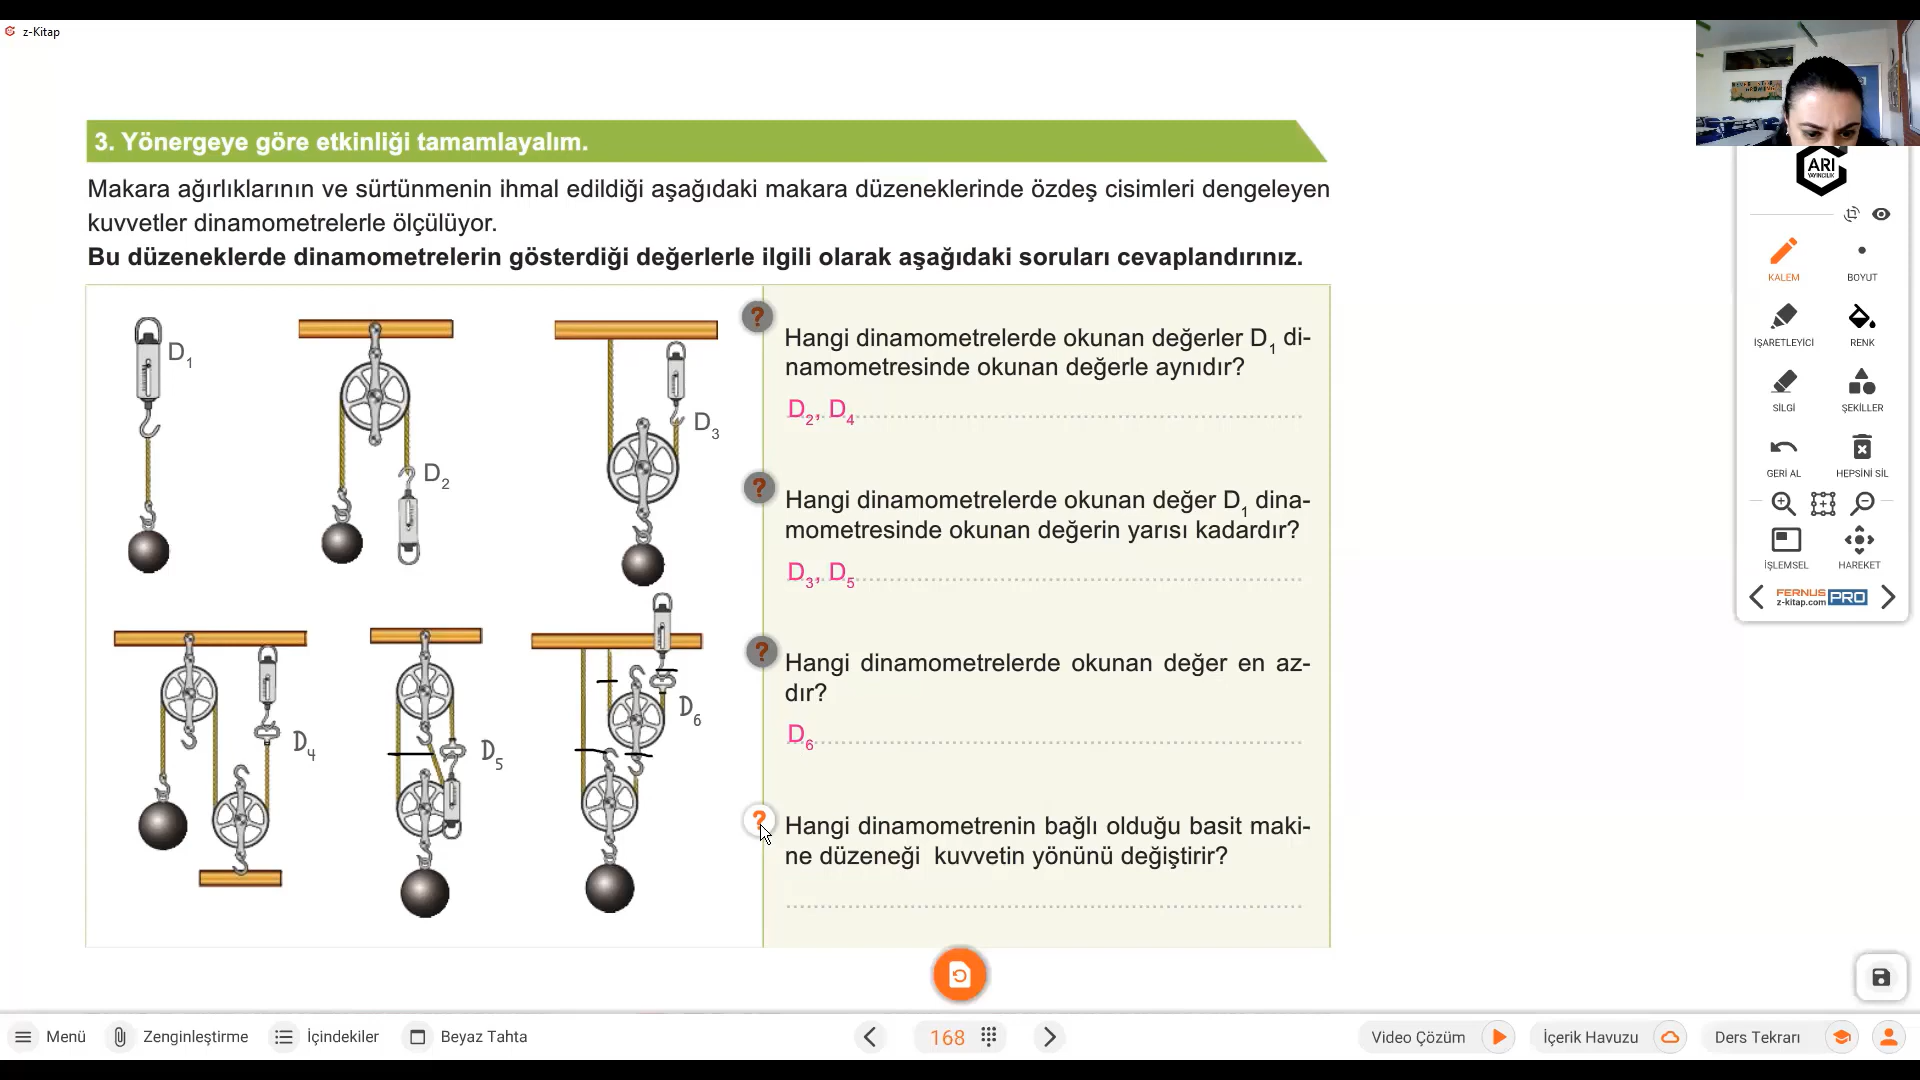 z-Kitap
3. Yönergeye göre etkinliği tamamlayalım.
Makara ağırlıklarının ve sürtünmenin ihmal edildiği aşağıdaki makara düzeneklerinde özdeş cisimleri dengeleyen
kuvvetler dinamometrelerle ölçülüyor.
Bu düzeneklerde dinamometrelerin gösterdiği değerlerle ilgili olarak aşağıdaki soruları cevaplandırınız.
D1
D2
D3
D4
D5
D6
?
Hangi dinamometrelerde okunan değerler D1 di-
namometresinde okunan değerle aynıdır?
D2, D4
?
Hangi dinamometrelerde okunan değer D1 dina-
mometresinde okunan değerin yarısı kadardır?
D3, D5
?
Hangi dinamometrelerde okunan değer en az-
dır?
D6
?
Hangi dinamometrenin bağlı olduğu basit maki-
ne düzeneği kuvvetin yönünü değiştirir?
ARI
YAYINCILIK
KALEM
BOYUT
İŞARETLEYİCİ
RENK
SİLGİ
ŞEKİLLER
GERİ AL
HEPSİNİ SİL
İŞLEMSEL
HAREKET
FERNUS
z-kitap.com PRO
Menü
Zenginleştirme
İçindekiler
Beyaz Tahta
168
Video Çözüm
İçerik Havuzu
Ders Tekrarı